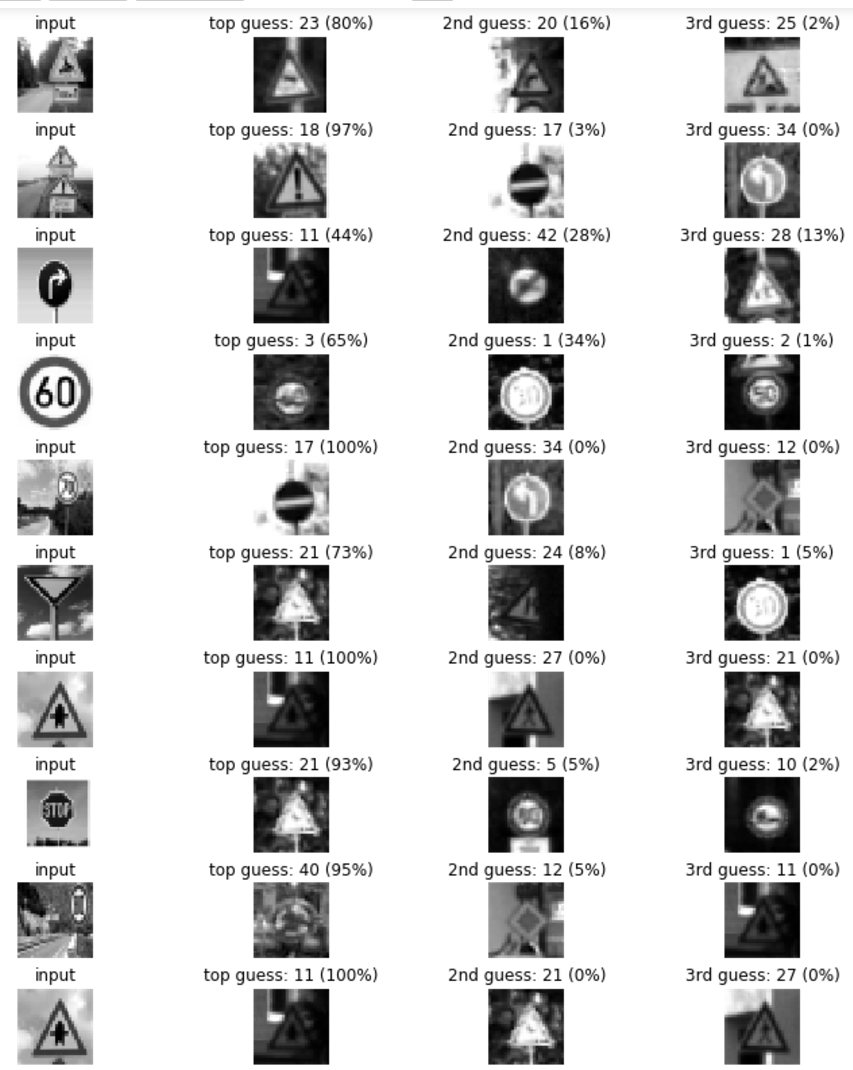 input top guess: 23 (80%) 2nd guess: 20 (16%) 3rd guess: 25 (2%)
input top guess: 18 (97%) 2nd guess: 17 (3%) 3rd guess: 34 (0%)
input top guess: 11 (44%) 2nd guess: 42 (28%) 3rd guess: 28 (13%)
input top guess: 3 (65%) 2nd guess: 1 (34%) 3rd guess: 2 (1%)
60 30 50
input top guess: 17 (100%) 2nd guess: 34 (0%) 3rd guess: 12 (0%)
70
input top guess: 21 (73%) 2nd guess: 24 (8%) 3rd guess: 1 (5%)
30
input top guess: 11 (100%) 2nd guess: 27 (0%) 3rd guess: 21 (0%)
input top guess: 21 (93%) 2nd guess: 5 (5%) 3rd guess: 10 (2%)
STOP
input top guess: 40 (95%) 2nd guess: 12 (5%) 3rd guess: 11 (0%)
input top guess: 11 (100%) 2nd guess: 21 (0%) 3rd guess: 27 (0%)